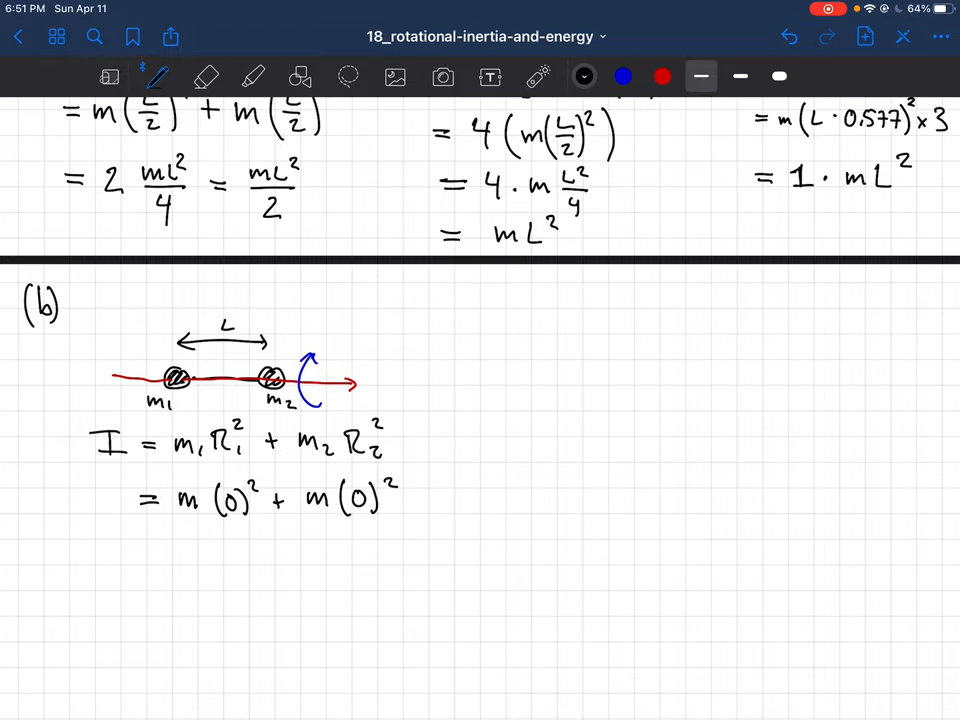 6:51 PM Sun Apr 11
64%
18_rotational-inertia-and-energy
= m(L/2)² + m(L/2)
= 2 mL²/4 = mL²/2
= 4(m(L/2)²)
= 4 · m L²/4
= mL²
= m(L · 0.577)² × 3
= 1 · mL²
(b)
L
m₁
m₂
I = m₁R₁² + m₂R₂²
= m(0)² + m(0)²